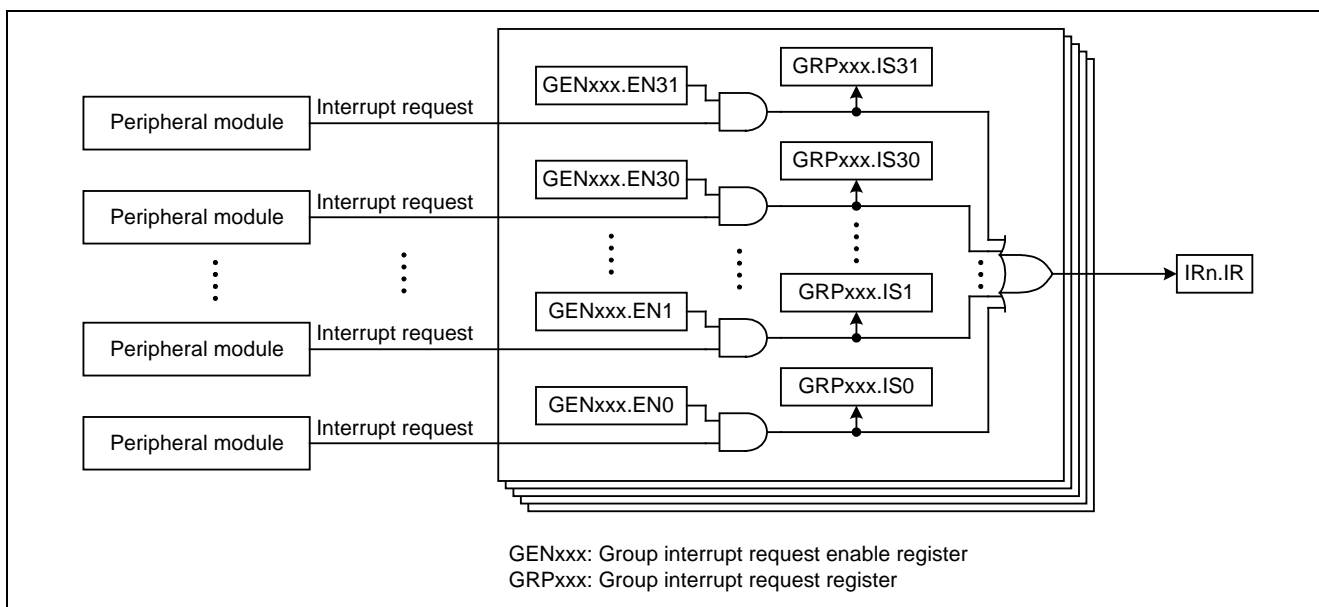 GRPxxx.IS31
GENxxx.EN31
Interrupt request
Peripheral module
GRPxxx.IS30
GENxxx.EN30
Interrupt request
Peripheral module
IRn.IR
GRPxxx.IS1
GENxxx.EN1
Interrupt request
Peripheral module
GRPxxx.IS0
GENxxx.EN0
Interrupt request
Peripheral module
GENxxx: Group interrupt request enable register
GRPxxx: Group interrupt request register